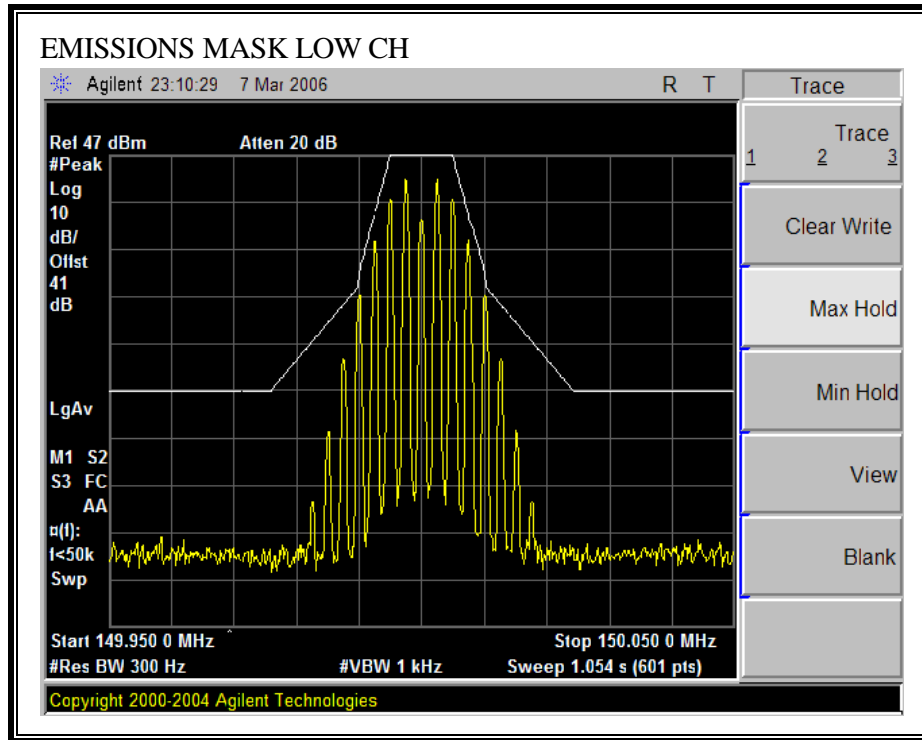 EMISSIONS MASK LOW CH
Agilent 23:10:29 7 Mar 2006 R T
Trace
Ref 47 dBm Atten 20 dB
#Peak
Log
10
dB/
Offst
41
dB
LgAv
M1 S2
S3 FC
AA
¤(f):
f<50k
Swp
Start 149.950 0 MHz Stop 150.050 0 MHz
#Res BW 300 Hz #VBW 1 kHz Sweep 1.054 s (601 pts)
Copyright 2000-2004 Agilent Technologies
Trace
1 2 3
Clear Write
Max Hold
Min Hold
View
Blank